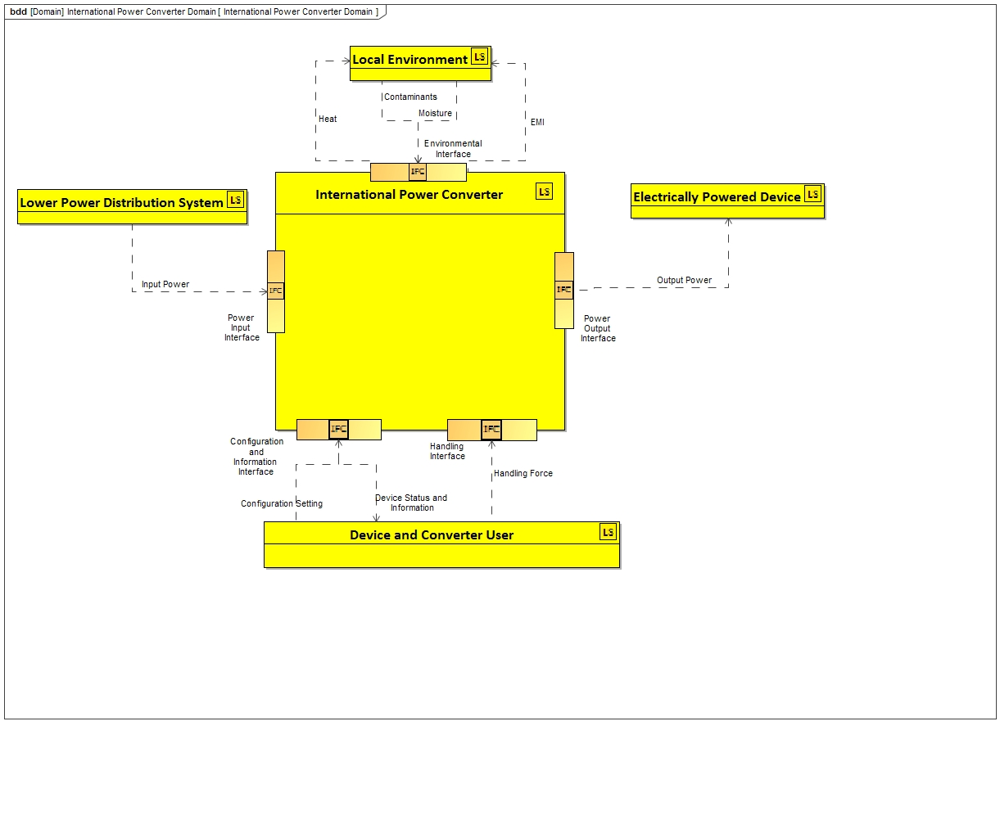 bdd [Domain] International Power Converter Domain [ International Power Converter Domain ]
Local Environment LS
Contaminants
Moisture
Heat
EMI
Environmental
Interface
IFC
International Power Converter LS
Lower Power Distribution System LS
Electrically Powered Device LS
Input Power
IFC
Power
Input
Interface
IFC
Output Power
Power
Output
Interface
IFC
IFC
Configuration
and
Information
Interface
Handling
Interface
Handling Force
Configuration Setting
Device Status and
Information
Device and Converter User LS